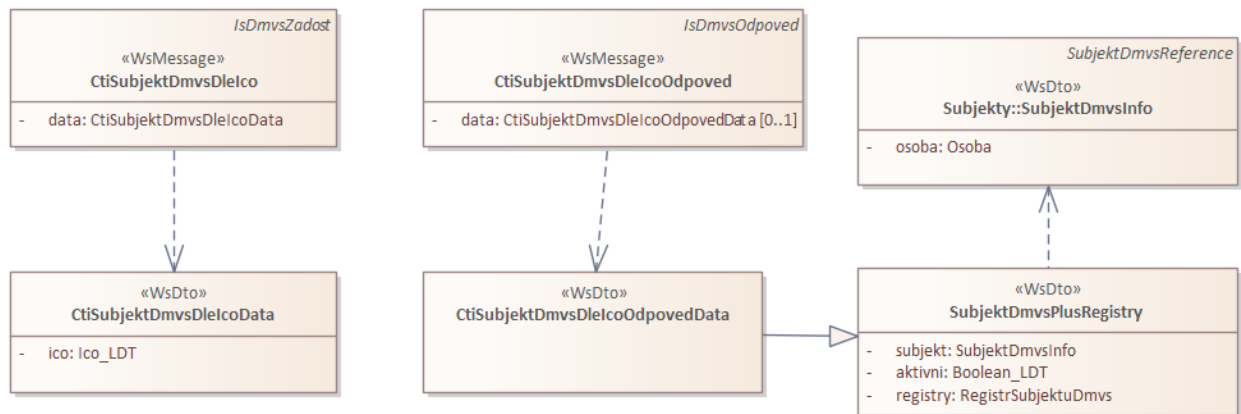 IsDmvsZadost
«WsMessage»
CtiSubjektDmvsDleIco
- data: CtiSubjektDmvsDleIcoData
IsDmvsOdpoved
«WsMessage»
CtiSubjektDmvsDleIcoOdpoved
- data: CtiSubjektDmvsDleIcoOdpovedData [0..1]
SubjektDmvsReference
«WsDto»
Subjekty::SubjektDmvsInfo
- osoba: Osoba
«WsDto»
CtiSubjektDmvsDleIcoData
- ico: Ico_LDT
«WsDto»
CtiSubjektDmvsDleIcoOdpovedData
«WsDto»
SubjektDmvsPlusRegistry
- subjekt: SubjektDmvsInfo
- aktivni: Boolean_LDT
- registry: RegistrSubjektuDmvs